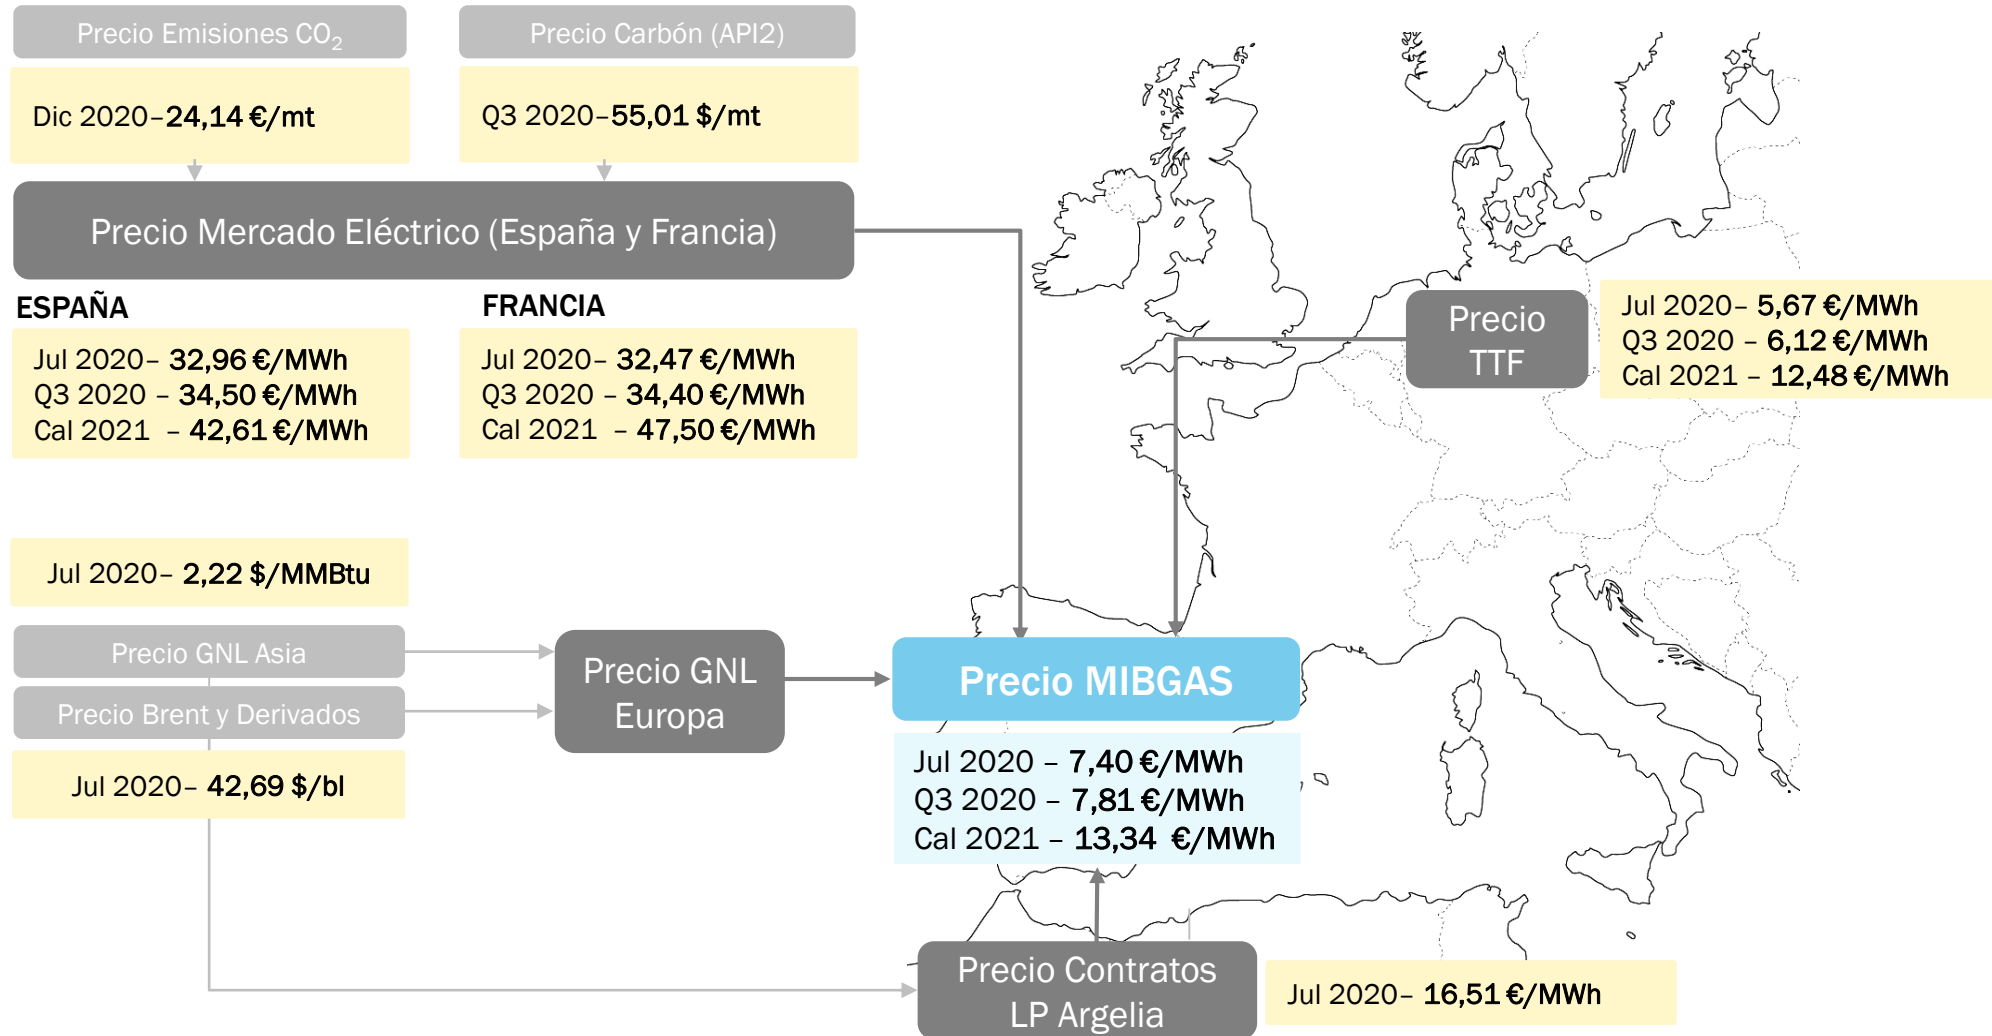 Precio Emisiones CO₂
Dic 2020–24,14 €/mt
Precio Carbón (API2)
Q3 2020–55,01 $/mt
Precio Mercado Eléctrico (España y Francia)
ESPAÑA
Jul 2020– 32,96 €/MWh
Q3 2020 – 34,50 €/MWh
Cal 2021 – 42,61 €/MWh
FRANCIA
Jul 2020– 32,47 €/MWh
Q3 2020 – 34,40 €/MWh
Cal 2021 – 47,50 €/MWh
Precio
TTF
Jul 2020– 5,67 €/MWh
Q3 2020 – 6,12 €/MWh
Cal 2021 – 12,48 €/MWh
Jul 2020– 2,22 $/MMBtu
Precio GNL Asia
Precio Brent y Derivados
Jul 2020– 42,69 $/bl
Precio GNL
Europa
Precio MIBGAS
Jul 2020 – 7,40 €/MWh
Q3 2020 – 7,81 €/MWh
Cal 2021 – 13,34 €/MWh
Precio Contratos
LP Argelia
Jul 2020– 16,51 €/MWh